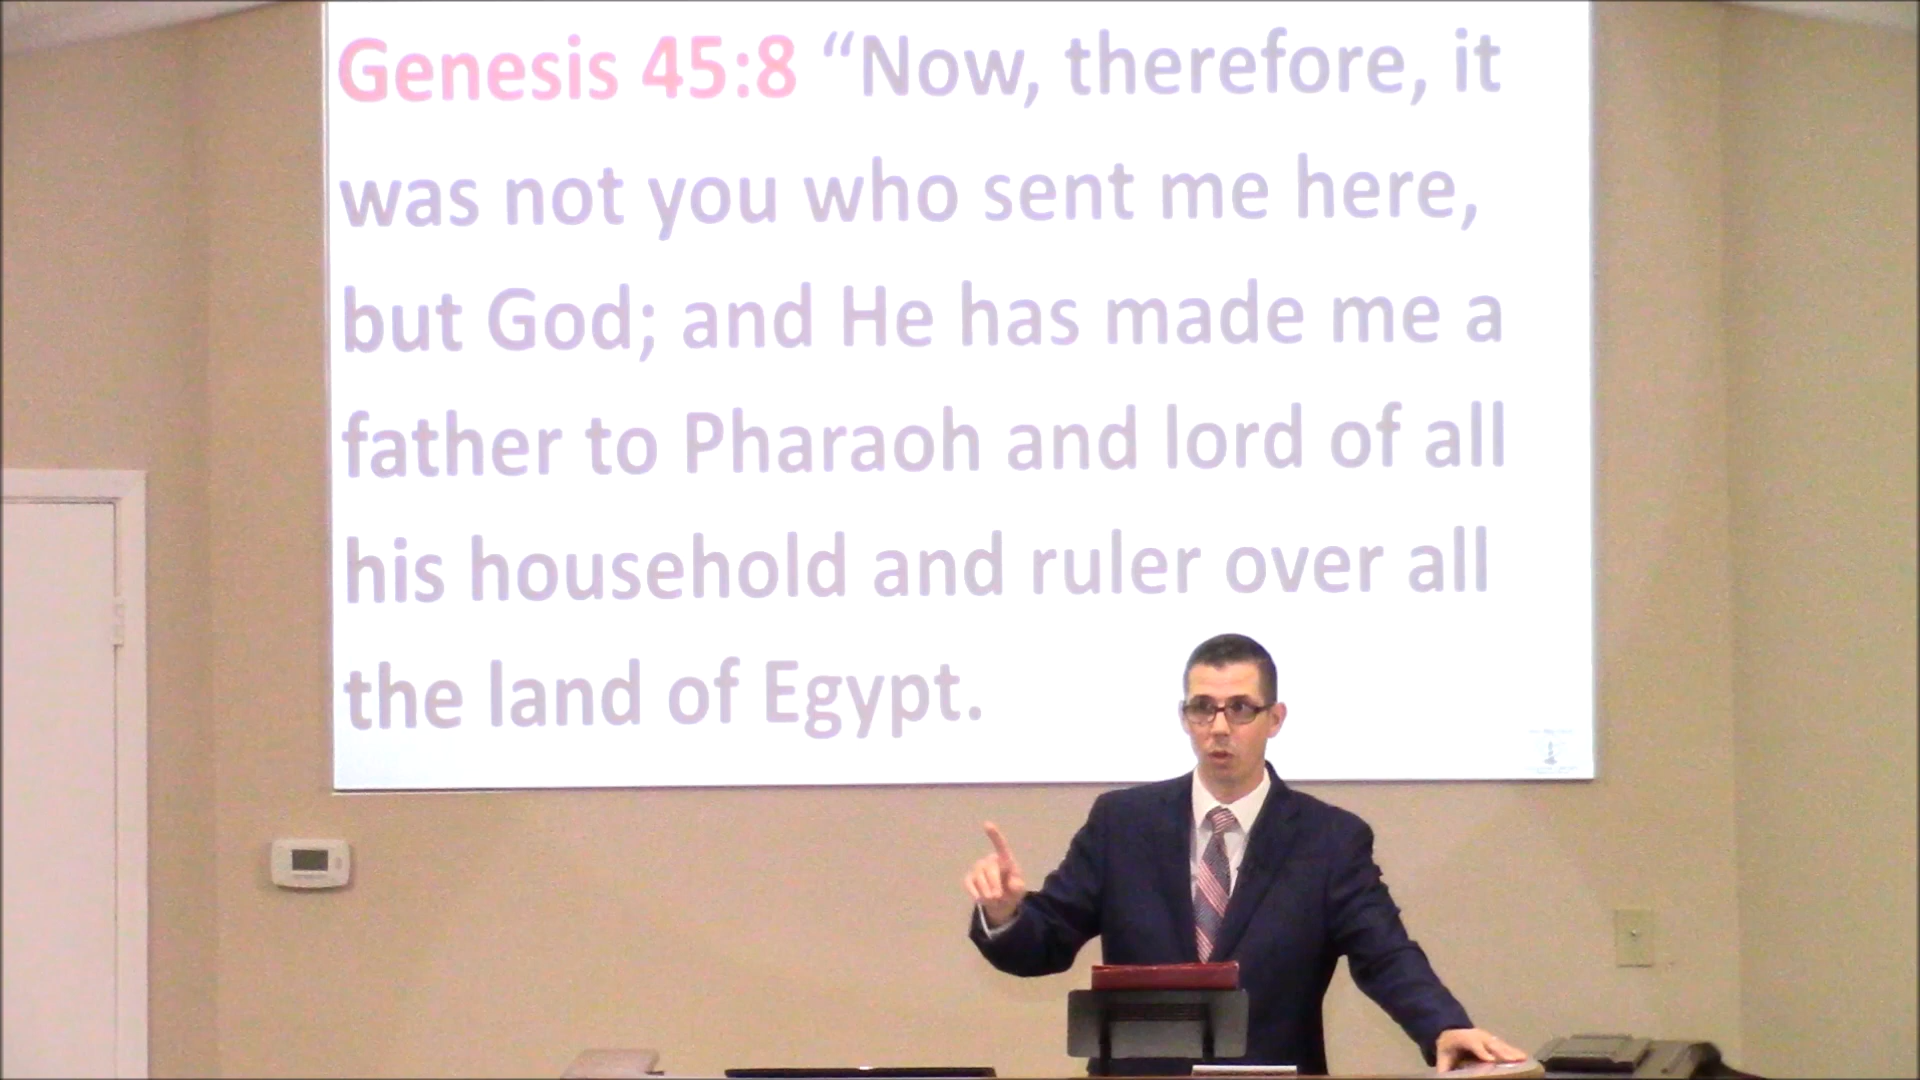 Genesis 45:8 “Now, therefore, it
was not you who sent me here,
but God; and He has made me a
father to Pharaoh and lord of all
his household and ruler over all
the land of Egypt.